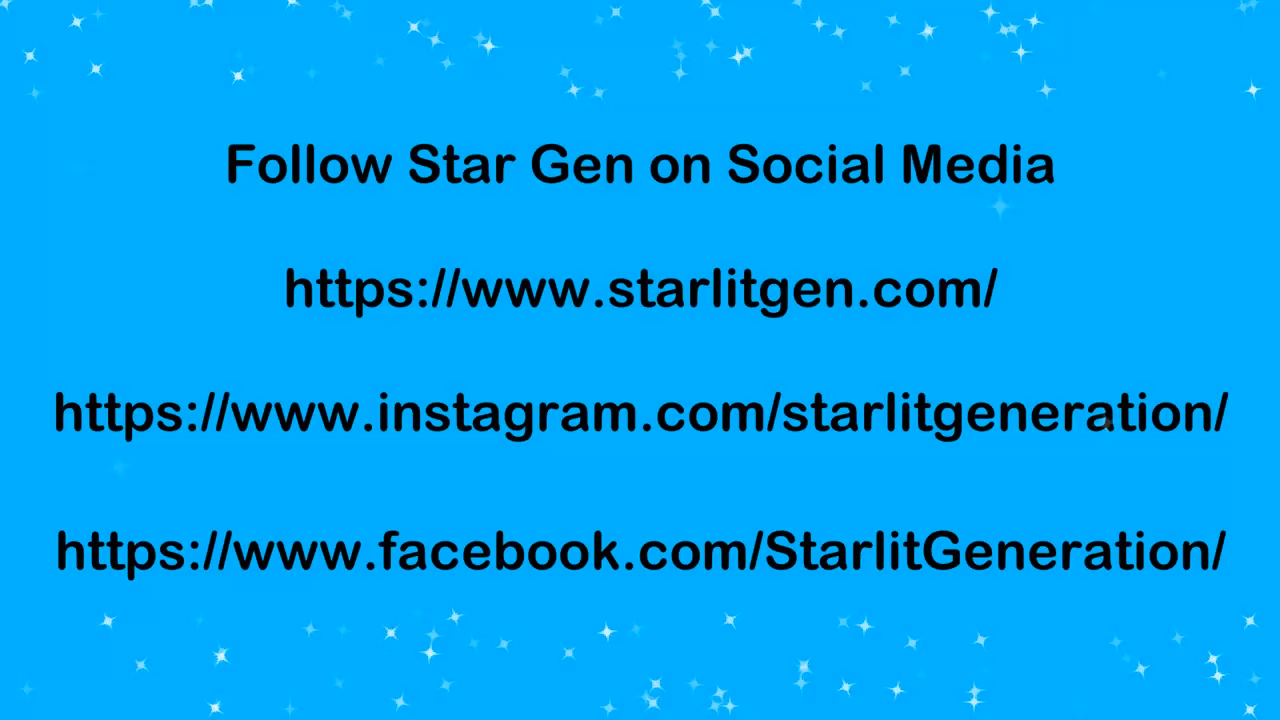 Follow Star Gen on Social Media
https://www.starlitgen.com/
https://www.instagram.com/starlitgeneration/
https://www.facebook.com/StarlitGeneration/